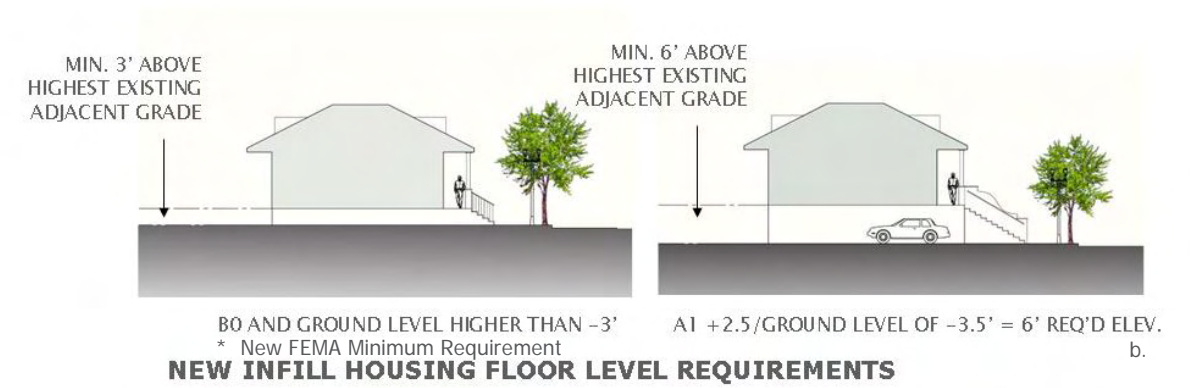 MIN. 3' ABOVE
HIGHEST EXISTING
ADJACENT GRADE
MIN. 6' ABOVE
HIGHEST EXISTING
ADJACENT GRADE
B0 AND GROUND LEVEL HIGHER THAN -3'
* New FEMA Minimum Requirement
A1 +2.5/GROUND LEVEL OF -3.5' = 6' REQ'D ELEV.
b.
NEW INFILL HOUSING FLOOR LEVEL REQUIREMENTS